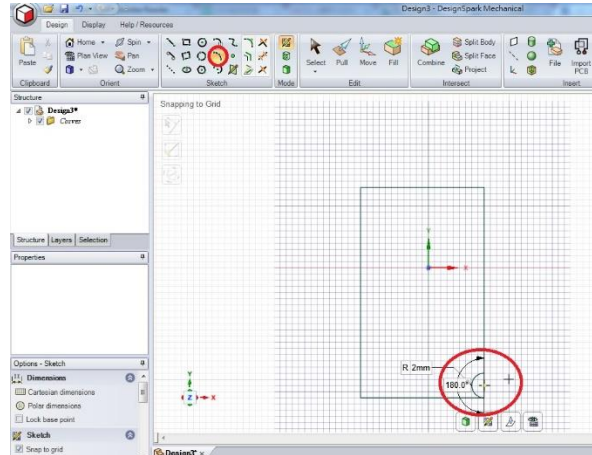 Design3 - DesignSpark Mechanical
Design Display Help / Resources
Paste
Home
Spin
Plan View
Pan
Zoom
Select
Pull
Move
Fill
Combine
Split Body
Split Face
Project
File
Import PCB
Clipboard Orient Sketch Mode Edit Intersect Insert
Structure
Design3*
Curves
Snapping to Grid
Structure Layers Selection
Properties
Y
X
R 2mm
180.0°
Options - Sketch
Dimensions
Cartesian dimensions
Polar dimensions
Lock base point
Sketch
Snap to grid
Y
Z X
Design3*